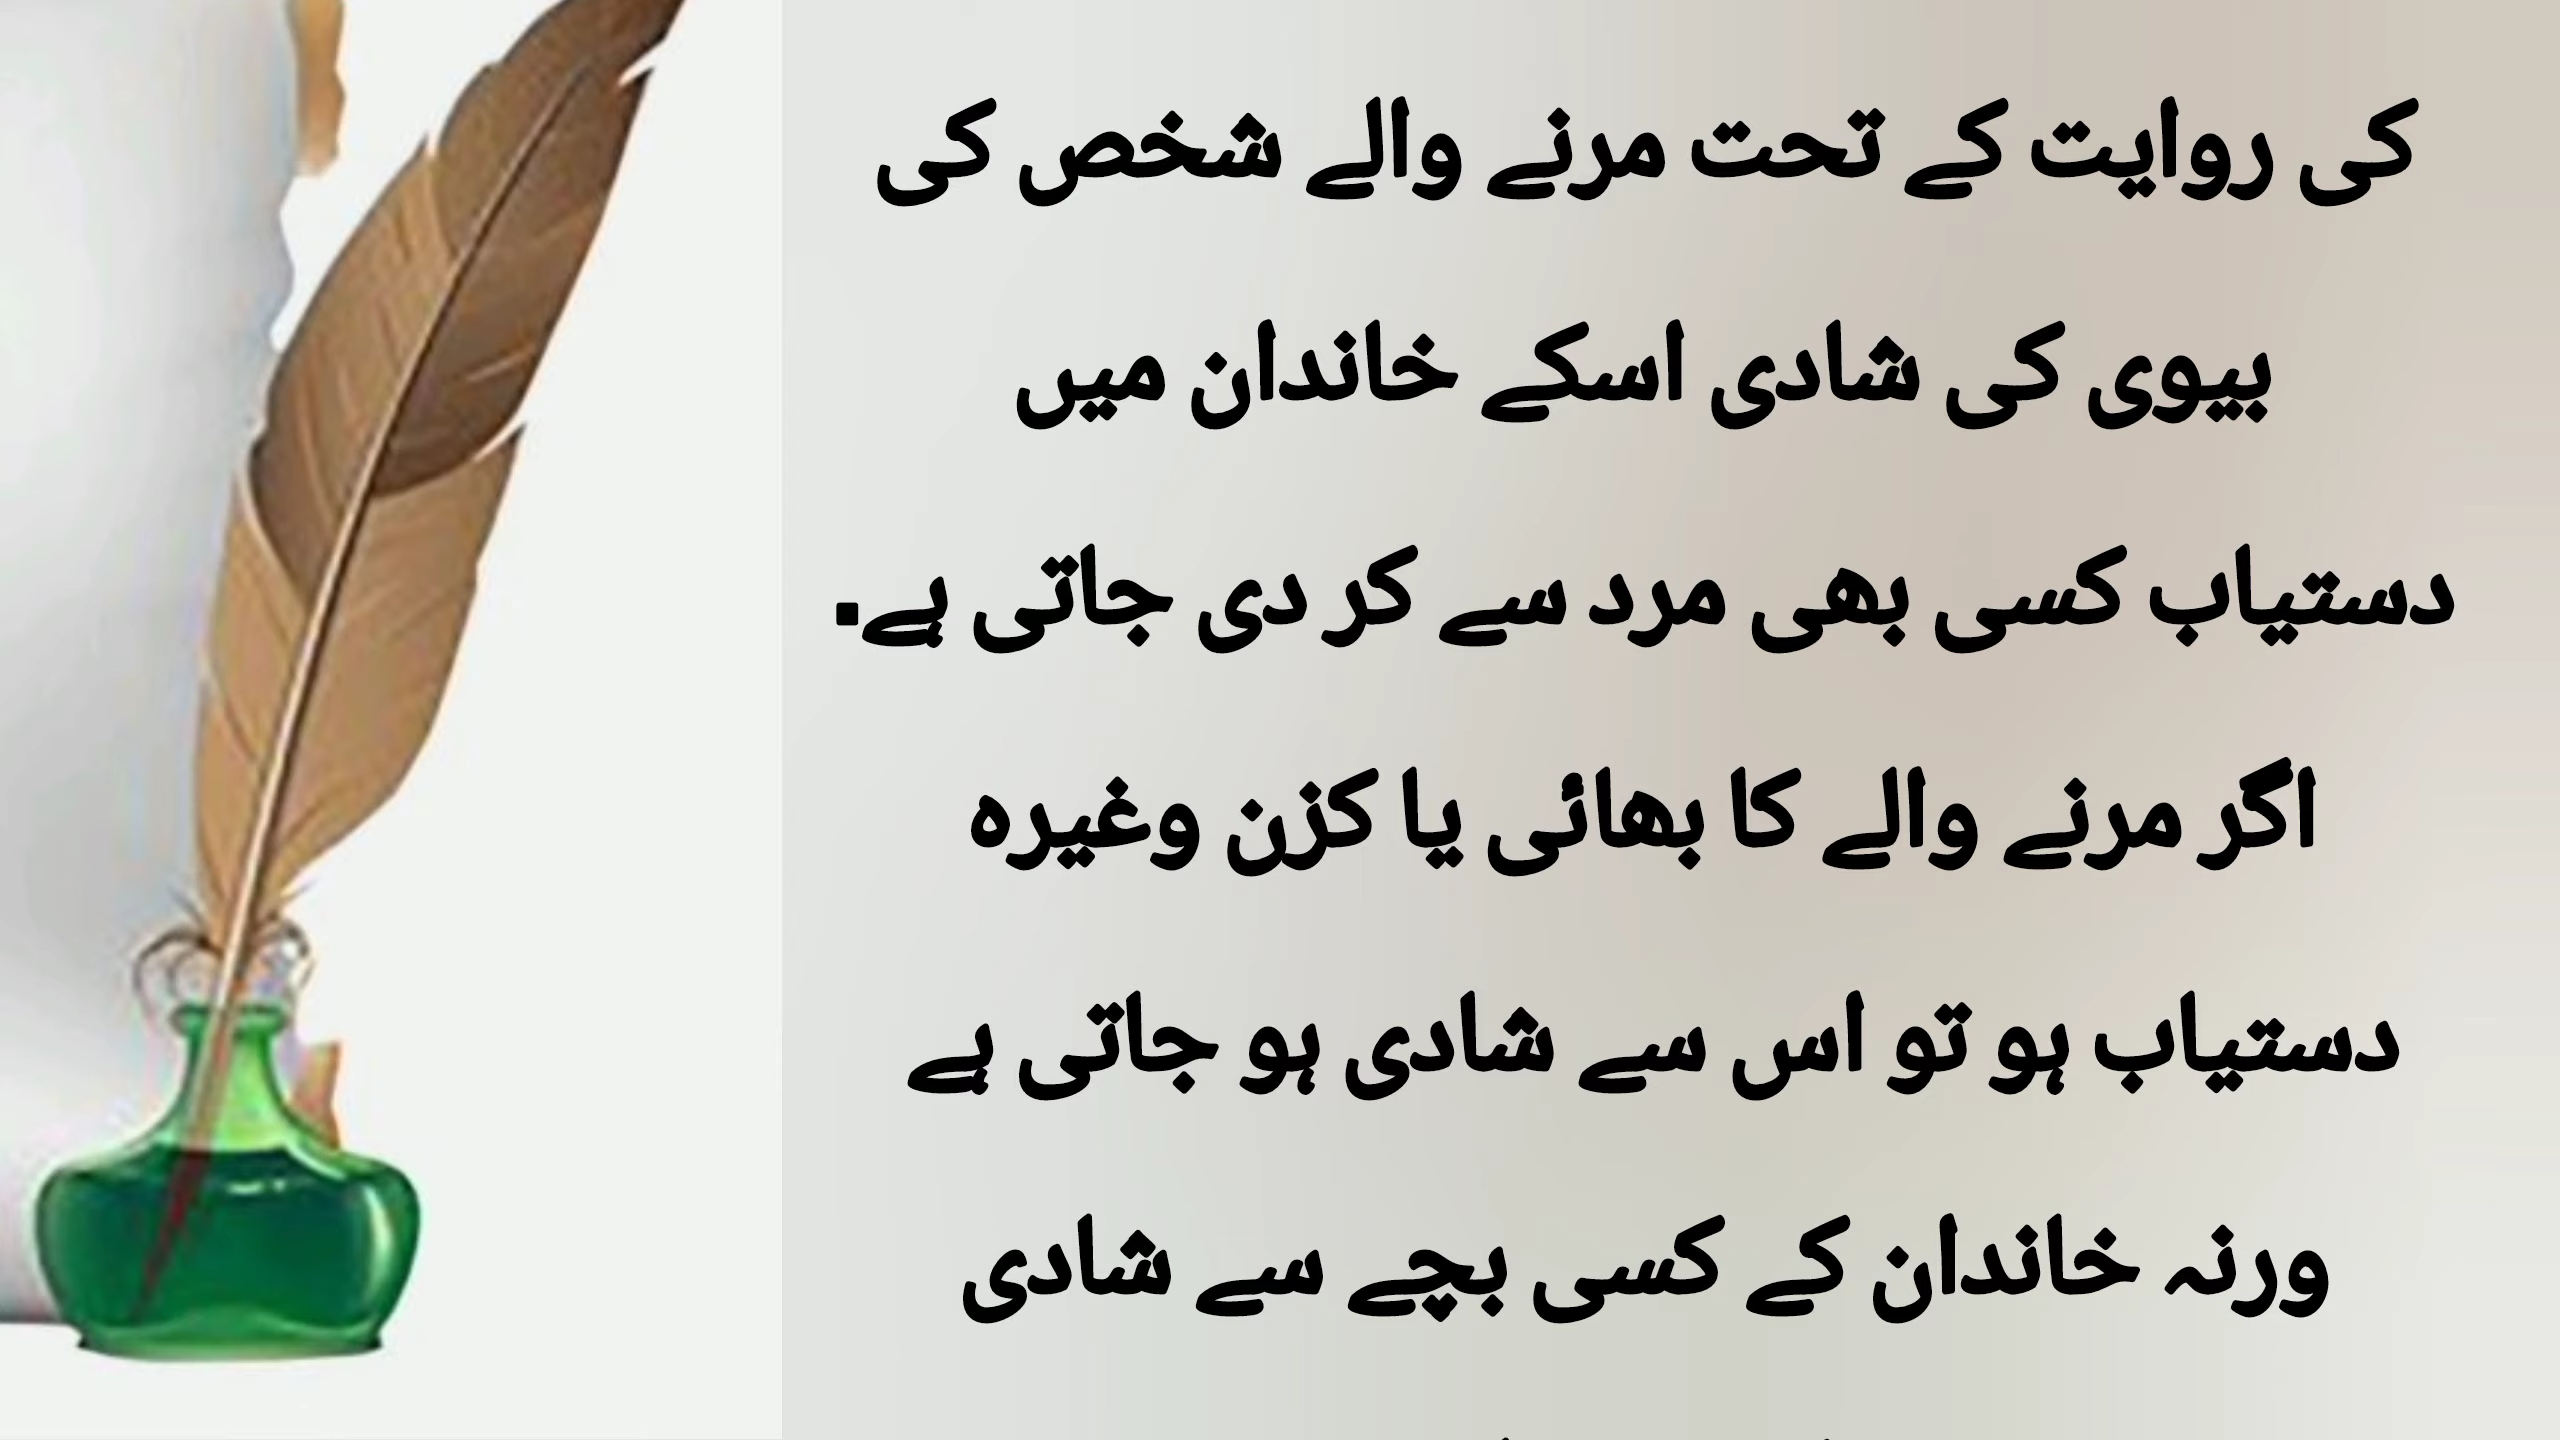 کی روایت کے تحت مرنے والے شخص کی
بیوی کی شادی اسکے خاندان میں
دستیاب کسی بھی مرد سے کر دی جاتی ہے.
اگر مرنے والے کا بھائی یا کزن وغیرہ
دستیاب ہو تو اس سے شادی ہو جاتی ہے
ورنہ خاندان کے کسی بچے سے شادی